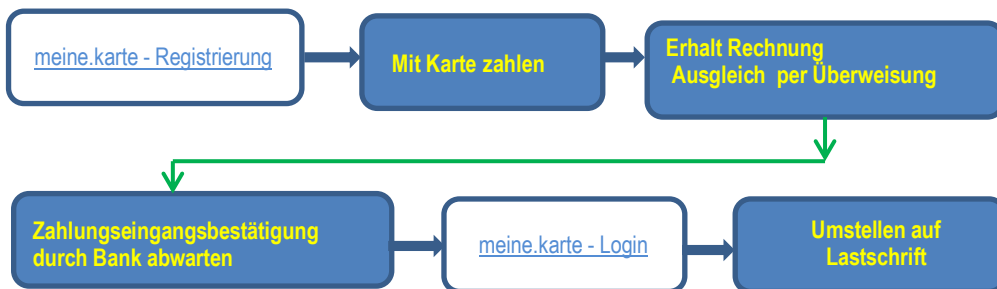 meine.karte - Registrierung
Mit Karte zahlen
Erhalt Rechnung
Ausgleich per Überweisung
Zahlungseingangsbestätigung
durch Bank abwarten
meine.karte - Login
Umstellen auf
Lastschrift